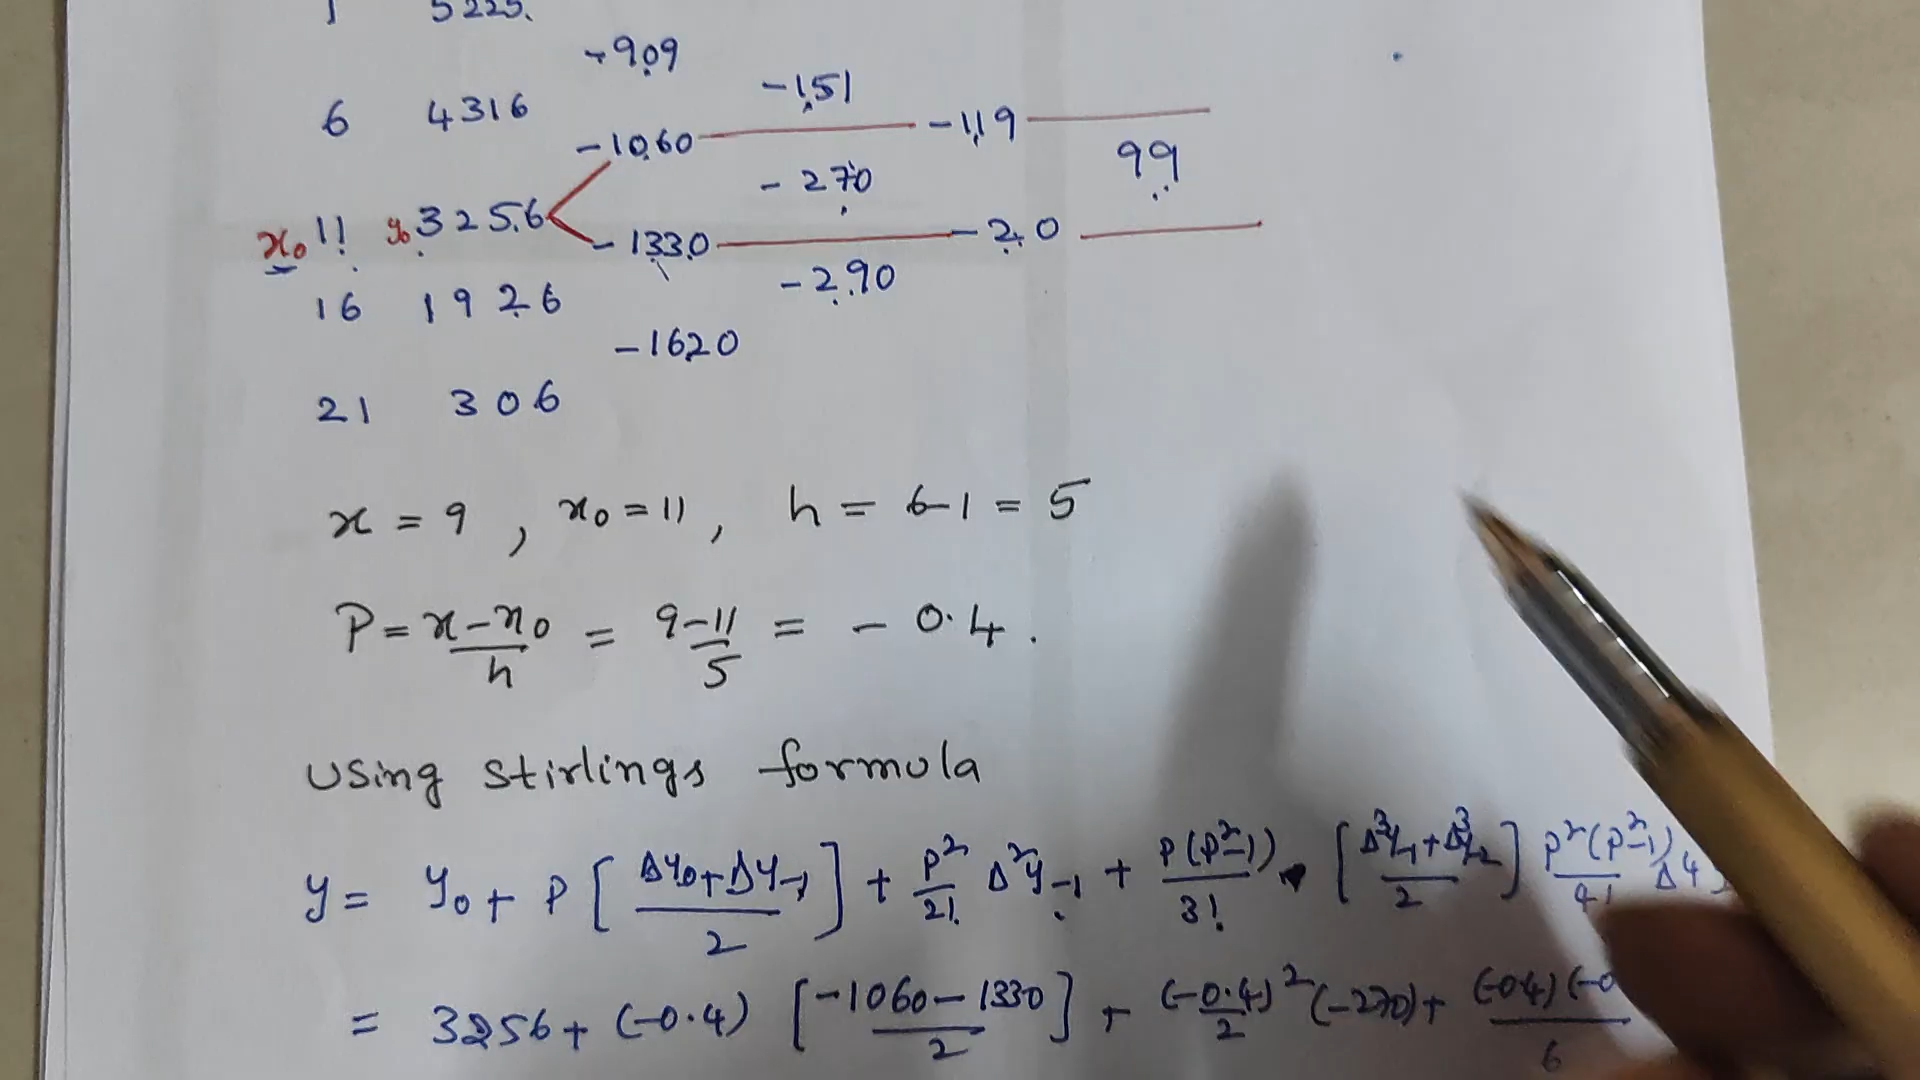 1 5225.
-909
-151
6 4316
-1060 -119
-270 99
x₀ 11 y₀ 3256
-1330 -20
-290
16 1926
-1620
21 306
x = 9 , x₀ = 11 , h = 6-1 = 5
P = x-x₀/h = 9-11/5 = -0.4.
Using stirlings formula
y = y₀ + P [Δy₀+Δy₋₁/2] + P²/2! Δ²y₋₁ + P(P²-1)/3! [Δ³y₋₁+Δ³y₋₂/2] P²(P²-1)/4! Δ4
= 3256 + (-0.4) [-1060-1330/2] + (-0.4)²/2 (-270) + (-04)(-0/6